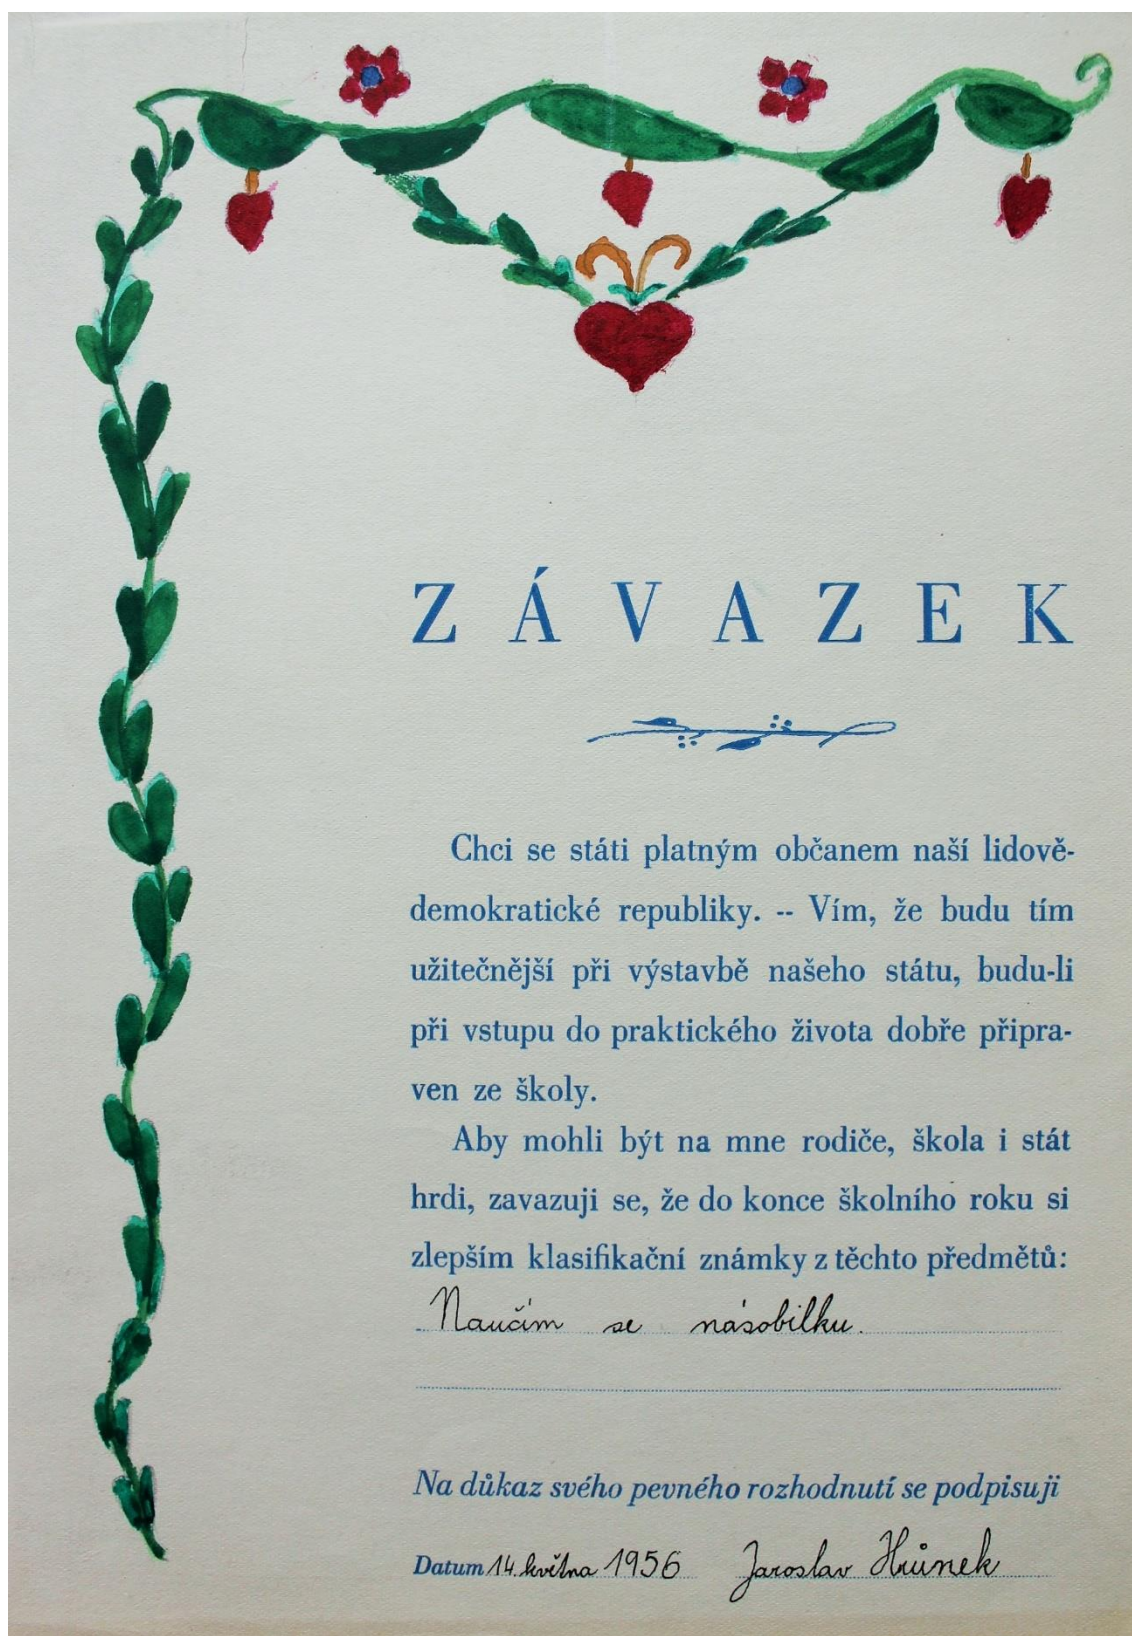 ZÁVAZEK
Chci se státi platným občanem naší lidově-
demokratické republiky. -- Vím, že budu tím
užitečnější při výstavbě našeho státu, budu-li
při vstupu do praktického života dobře připra-
ven ze školy.
Aby mohli být na mne rodiče, škola i stát
hrdi, zavazuji se, že do konce školního roku si
zlepším klasifikační známky z těchto předmětů:
Naučím se násobilku.
Na důkaz svého pevného rozhodnutí se podpisuji
Datum 14. května 1956 Jaroslav Hrůnek